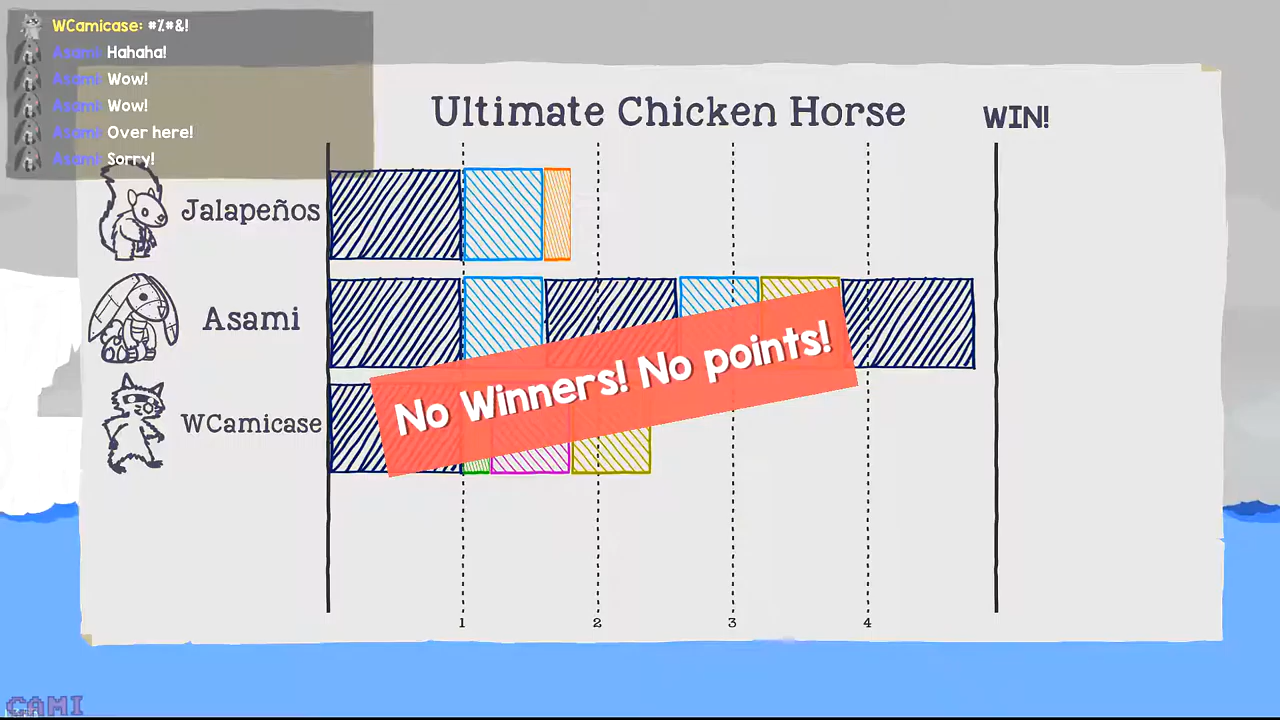 WCamicase: #%#&!
Asami: Hahaha!
Asami: Wow!
Asami: Wow!
Asami: Over here!
Asami: Sorry!
Ultimate Chicken Horse
WIN!
Jalapeños
Asami
No Winners! No points!
WCamicase
1 2 3 4
CAMI